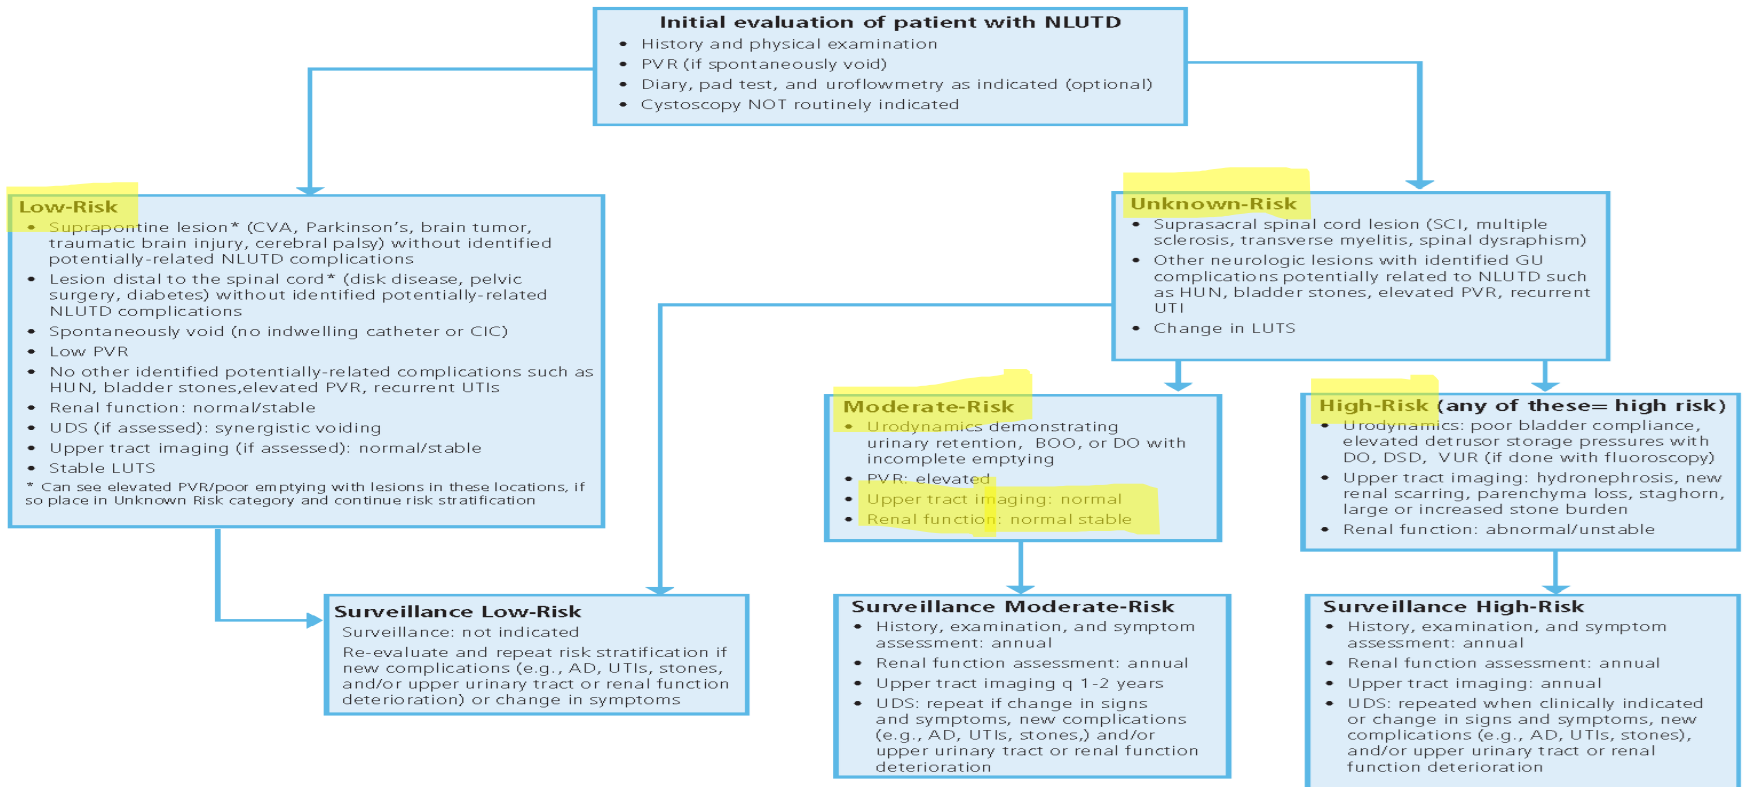 Initial evaluation of patient with NLUTD
• History and physical examination
• PVR (if spontaneously void)
• Diary, pad test, and uroflowmetry as indicated (optional)
• Cystoscopy NOT routinely indicated
Low-Risk
• Suprapontine lesion* (CVA, Parkinson's, brain tumor,
traumatic brain injury, cerebral palsy) without identified
potentially-related NLUTD complications
• Lesion distal to the spinal cord* (disk disease, pelvic
surgery, diabetes) without identified potentially-related
NLUTD complications
• Spontaneously void (no indwelling catheter or CIC)
• Low PVR
• No other identified potentially-related complications such as
HUN, bladder stones,elevated PVR, recurrent UTIs
• Renal function: normal/stable
• UDS (if assessed): synergistic voiding
• Upper tract imaging (if assessed): normal/stable
• Stable LUTS
* Can see elevated PVR/poor emptying with lesions in these locations, if
so place in Unknown Risk category and continue risk stratification
Unknown-Risk
• Suprasacral spinal cord lesion (SCI, multiple
sclerosis, transverse myelitis, spinal dysraphism)
• Other neurologic lesions with identified GU
complications potentially related to NLUTD such
as HUN, bladder stones, elevated PVR, recurrent
UTI
• Change in LUTS
Moderate-Risk
• Urodynamics demonstrating
urinary retention, BOO, or DO with
incomplete emptying
• PVR: elevated
• Upper tract imaging: normal
• Renal function: normal stable
High-Risk (any of these= high risk)
• Urodynamics: poor bladder compliance,
elevated detrusor storage pressures with
DO, DSD, VUR (if done with fluoroscopy)
• Upper tract imaging: hydronephrosis, new
renal scarring, parenchyma loss, staghorn,
large or increased stone burden
• Renal function: abnormal/unstable
Surveillance Low-Risk
Surveillance: not indicated
Re-evaluate and repeat risk stratification if
new complications (e.g., AD, UTIs, stones,
and/or upper urinary tract or renal function
deterioration) or change in symptoms
Surveillance Moderate-Risk
• History, examination, and symptom
assessment: annual
• Renal function assessment: annual
• Upper tract imaging q 1-2 years
• UDS: repeat if change in signs
and symptoms, new complications
(e.g., AD, UTIs, stones,) and/or
upper urinary tract or renal function
deterioration
Surveillance High-Risk
• History, examination, and symptom
assessment: annual
• Renal function assessment: annual
• Upper tract imaging: annual
• UDS: repeated when clinically indicated
or change in signs and symptoms, new
complications (e.g., AD, UTIs, stones),
and/or upper urinary tract or renal
function deterioration